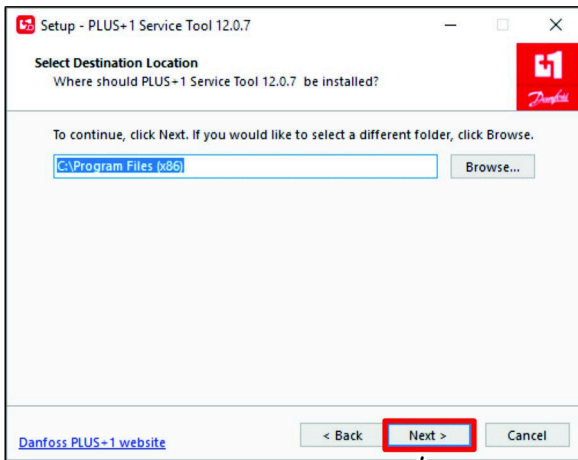 Setup - PLUS+1 Service Tool 12.0.7
Select Destination Location
Where should PLUS+1 Service Tool 12.0.7 be installed?
+1
Danfoss
To continue, click Next. If you would like to select a different folder, click Browse.
C:\Program Files (x86)
Browse...
Danfoss PLUS+1 website
< Back
Next >
Cancel